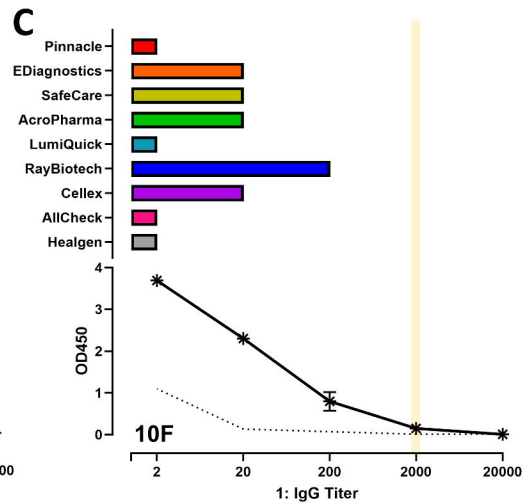 C
Pinnacle
EDiagnostics
SafeCare
AcroPharma
LumiQuick
RayBiotech
Cellex
AllCheck
Healgen
4
3
2
1
0
OD450
10F
00
2 20 200 2000 20000
1: IgG Titer